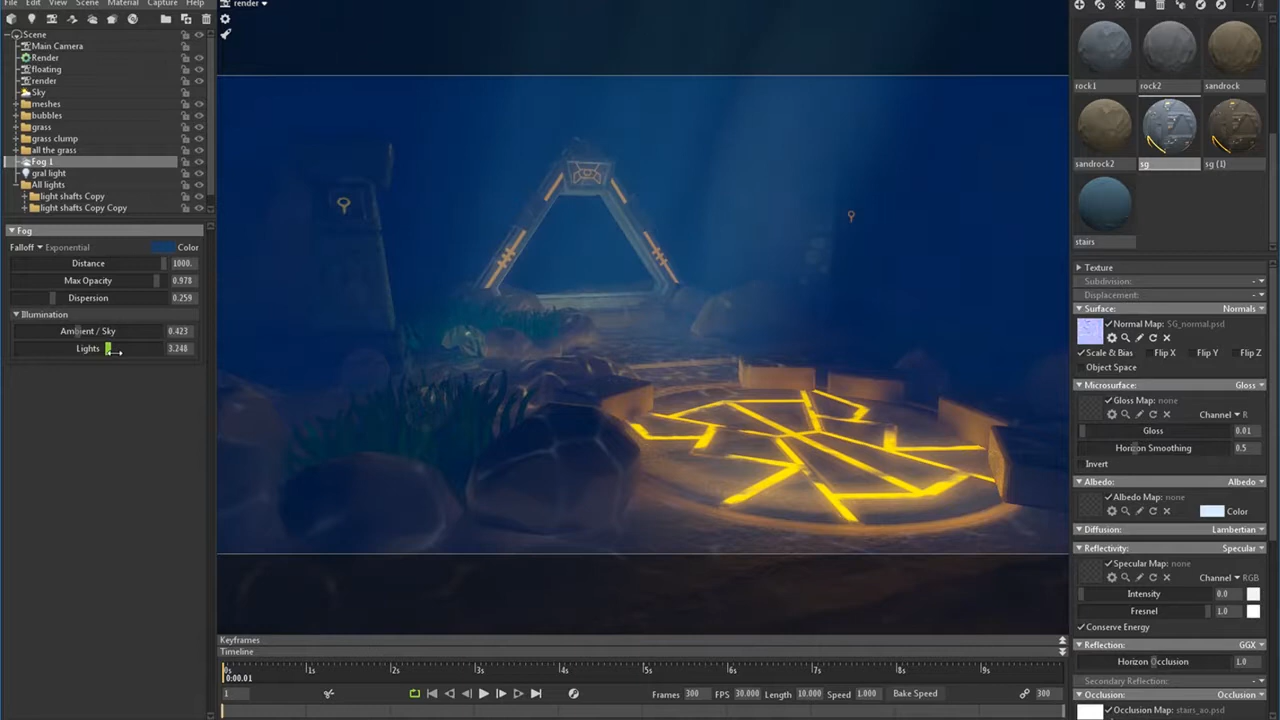 File Edit View Scene Material Capture Help
render
Scene
Main Camera
Render
floating
render
Sky
meshes
bubbles
grass
grass clump
all the grass
Fog 1
gral light
All lights
light shafts Copy
light shafts Copy Copy
Fog
Falloff Exponential Color
Distance 1000.
Max Opacity 0.978
Dispersion 0.259
Illumination
Ambient / Sky 0.423
Lights 3.248
Keyframes
Timeline
0s 1s 2s 3s 4s 5s 6s 7s 8s 9s
0:00.01
1 Frames 300 FPS 30.000 Length 10.000 Speed 1.000 Bake Speed 300
rock1 rock2 sandrock
sandrock2 sg sg (1)
stairs
Texture
Subdivision: -
Displacement: -
Surface: Normals
Normal Map: SG_normal.psd
Scale & Bias Flip X Flip Y Flip Z
Object Space
Microsurface: Gloss
Gloss Map: none
Channel R
Gloss 0.01
Horizon Smoothing 0.5
Invert
Albedo: Albedo
Albedo Map: none
Color
Diffusion: Lambertian
Reflectivity: Specular
Specular Map: none
Channel RGB
Intensity 0.0
Fresnel 1.0
Conserve Energy
Reflection: GGX
Horizon Occlusion 1.0
Secondary Reflection: -
Occlusion: Occlusion
Occlusion Map: stairs_ao.psd